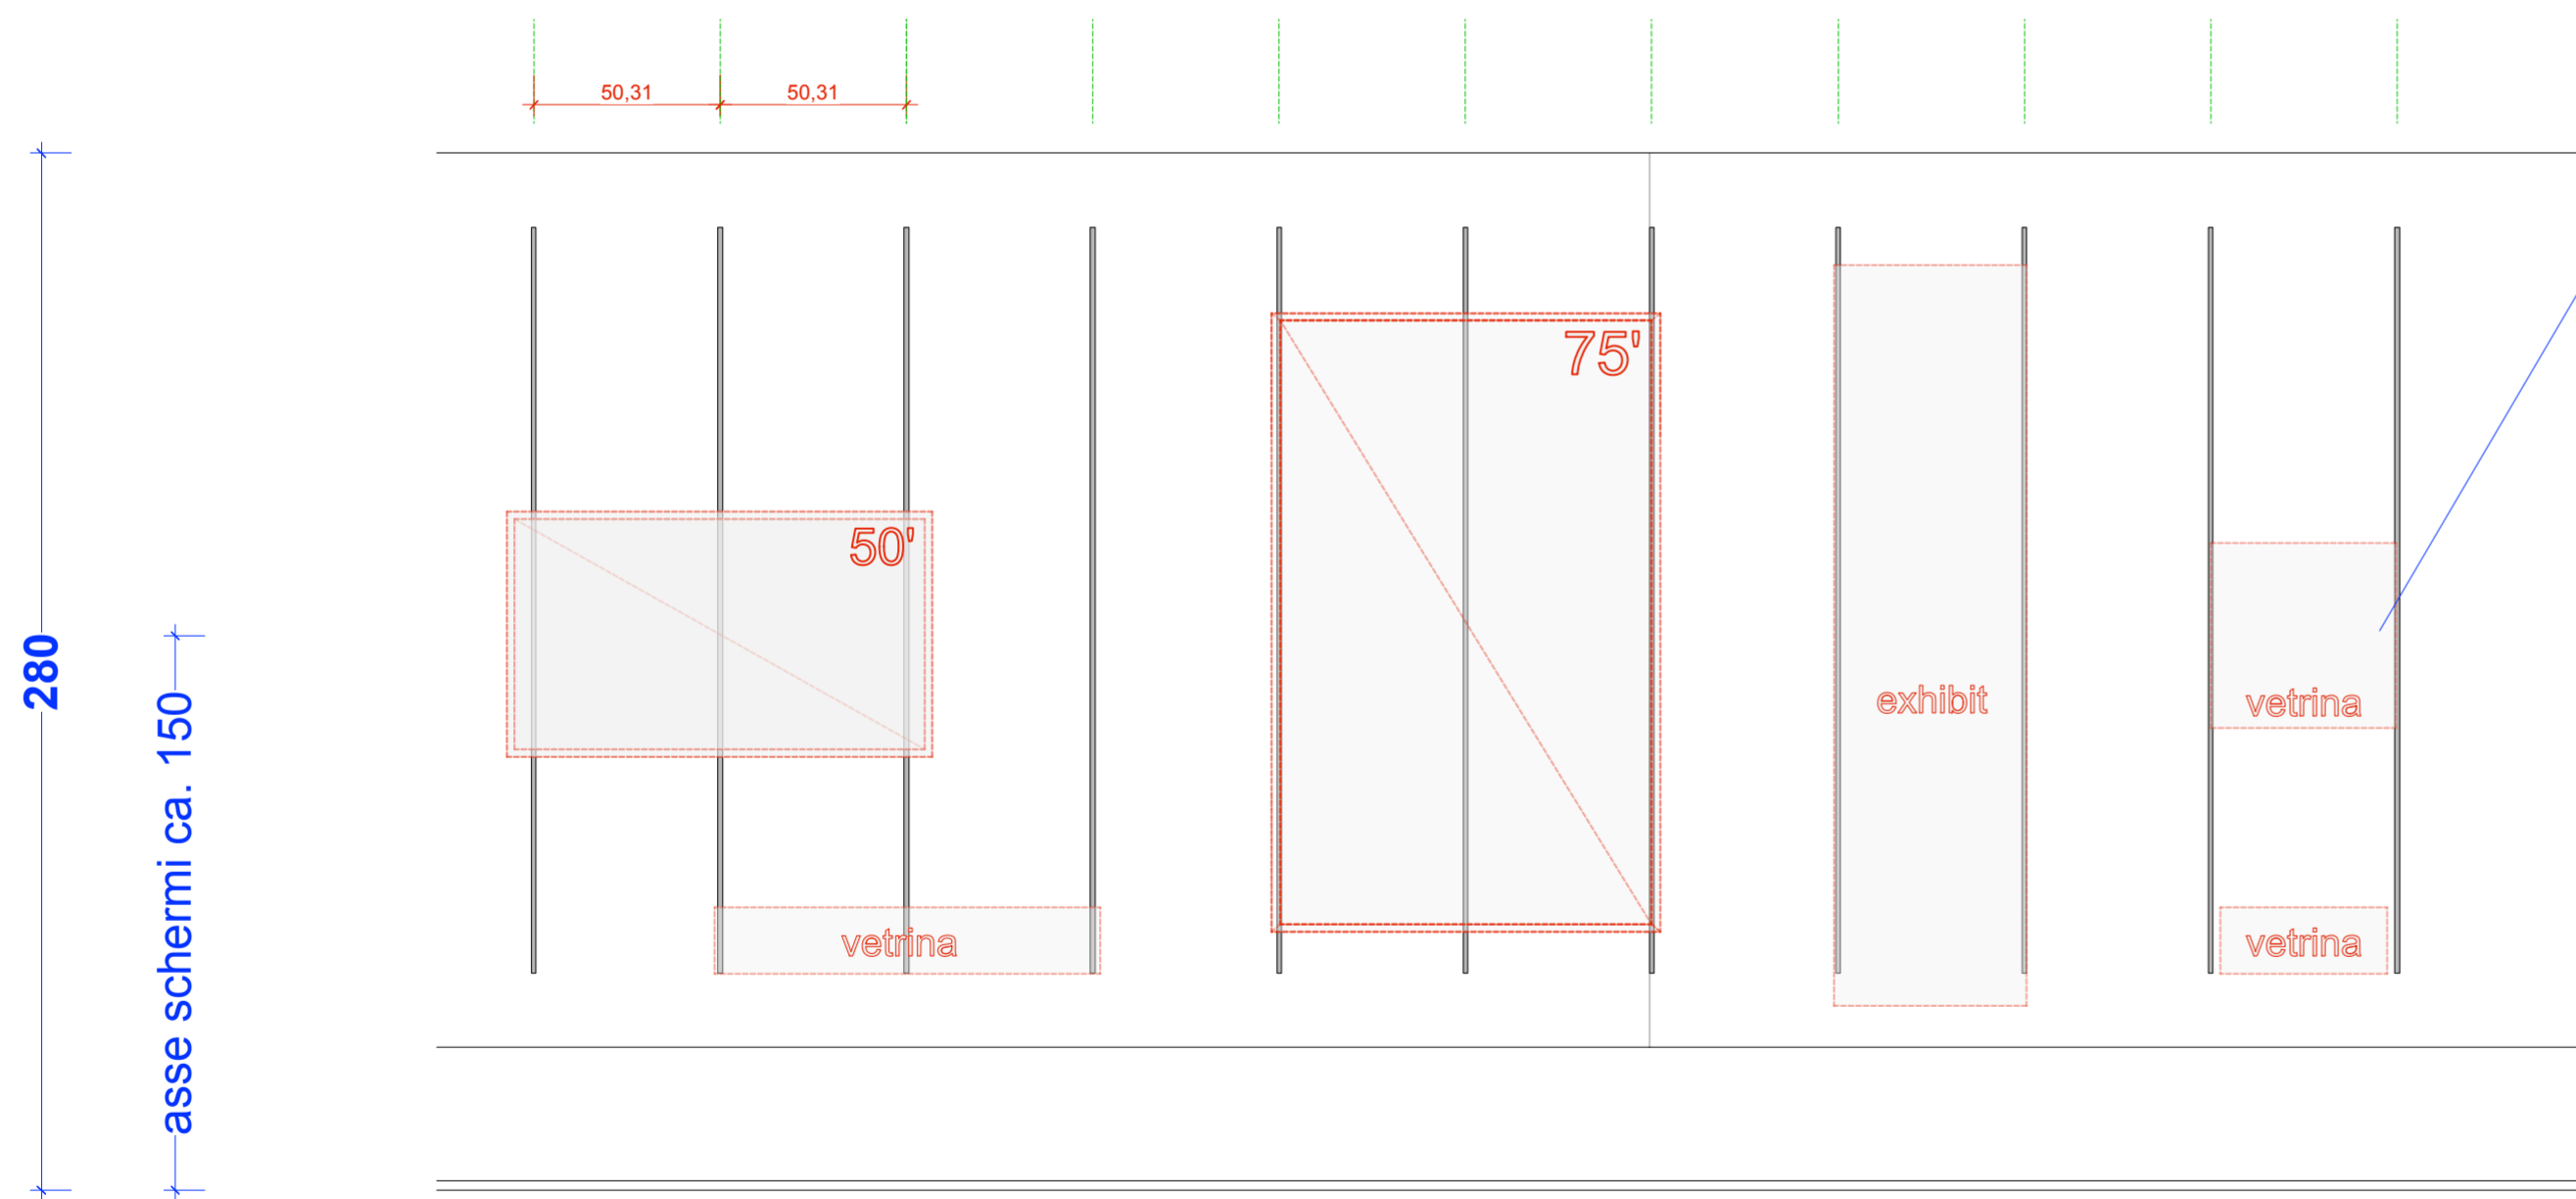 50,31
50,31
280
asse schermi ca. 150
50'
75'
exhibit
vetrina
vetrina
vetrina